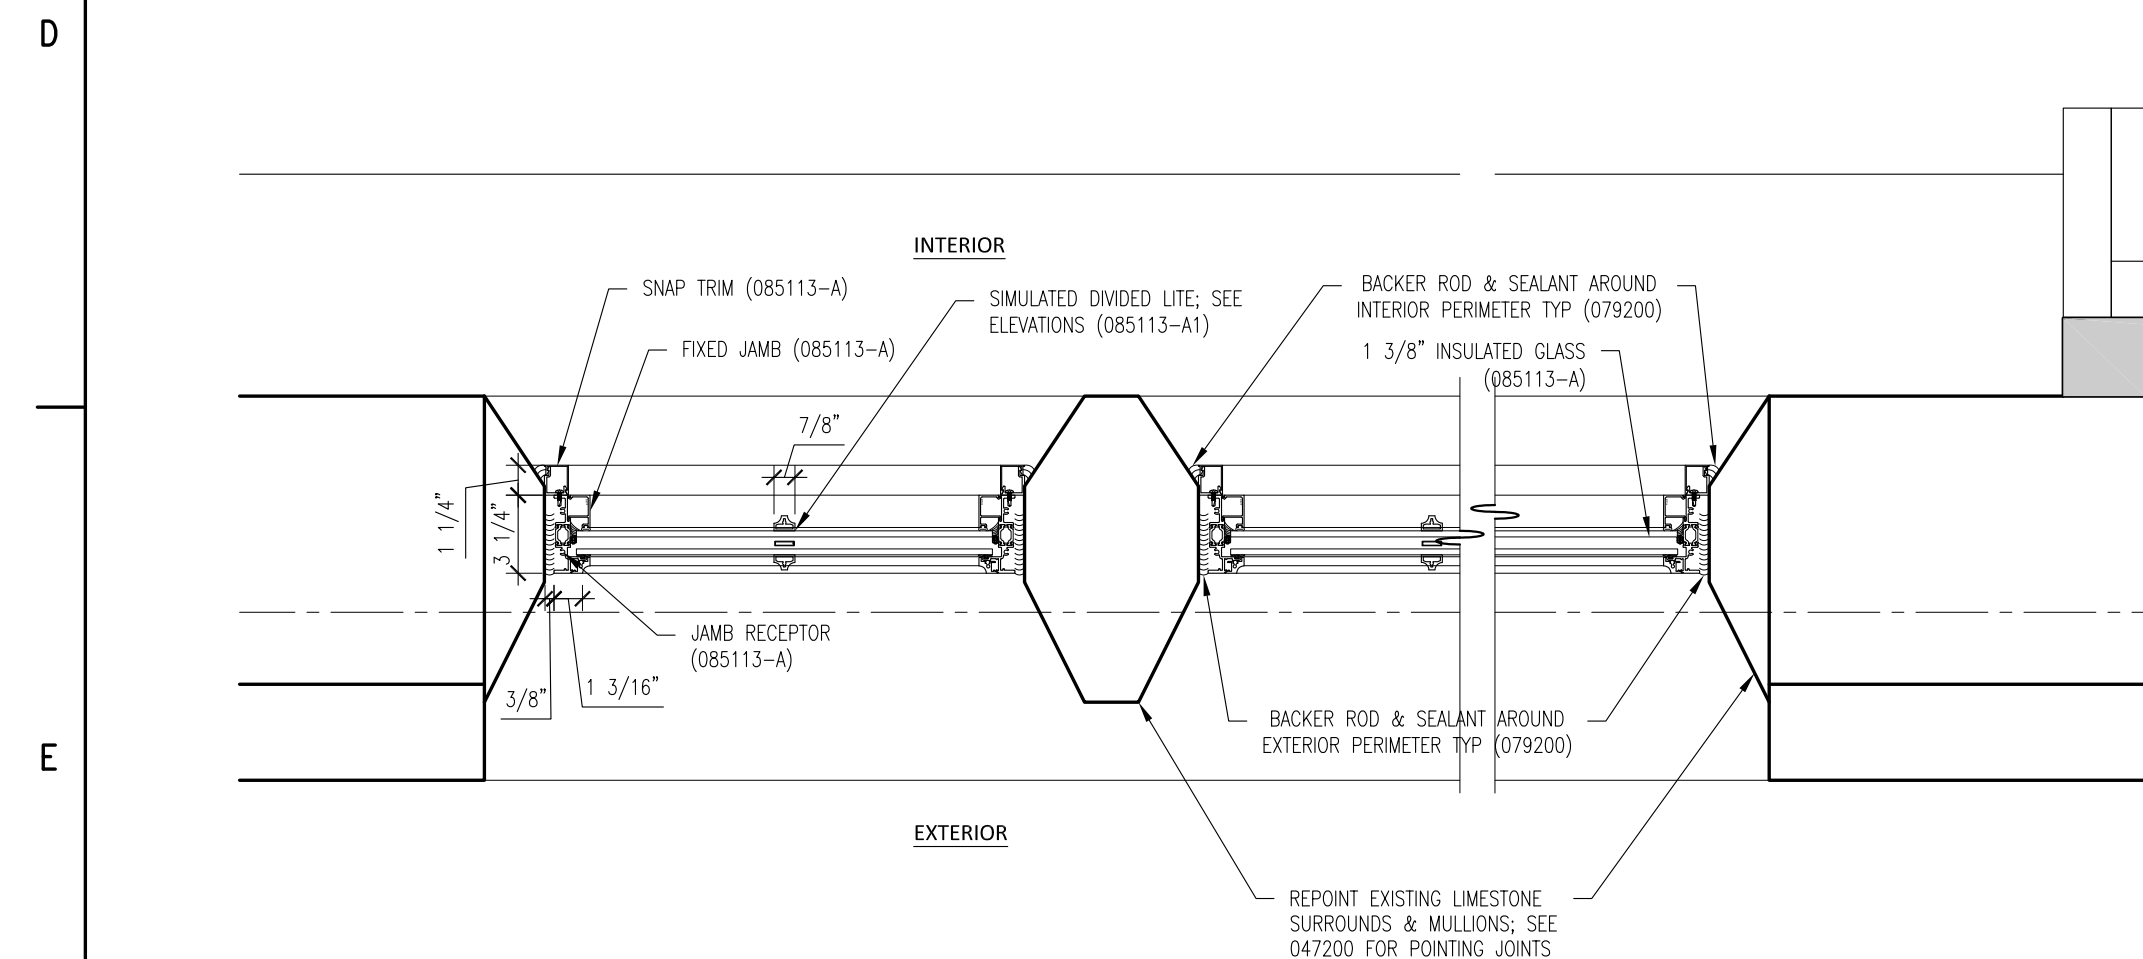 D
INTERIOR
SNAP TRIM (085113-A)
SIMULATED DIVIDED LITE; SEE
ELEVATIONS (085113-A1)
BACKER ROD & SEALANT AROUND
INTERIOR PERIMETER TYP (079200)
FIXED JAMB (085113-A)
1 3/8" INSULATED GLASS
(085113-A)
7/8"
1 1/4"
3 1/4"
JAMB RECEPTOR
(085113-A)
3/8"
1 3/16"
BACKER ROD & SEALANT AROUND
EXTERIOR PERIMETER TYP (079200)
E
EXTERIOR
REPOINT EXISTING LIMESTONE
SURROUNDS & MULLIONS; SEE
047200 FOR POINTING JOINTS